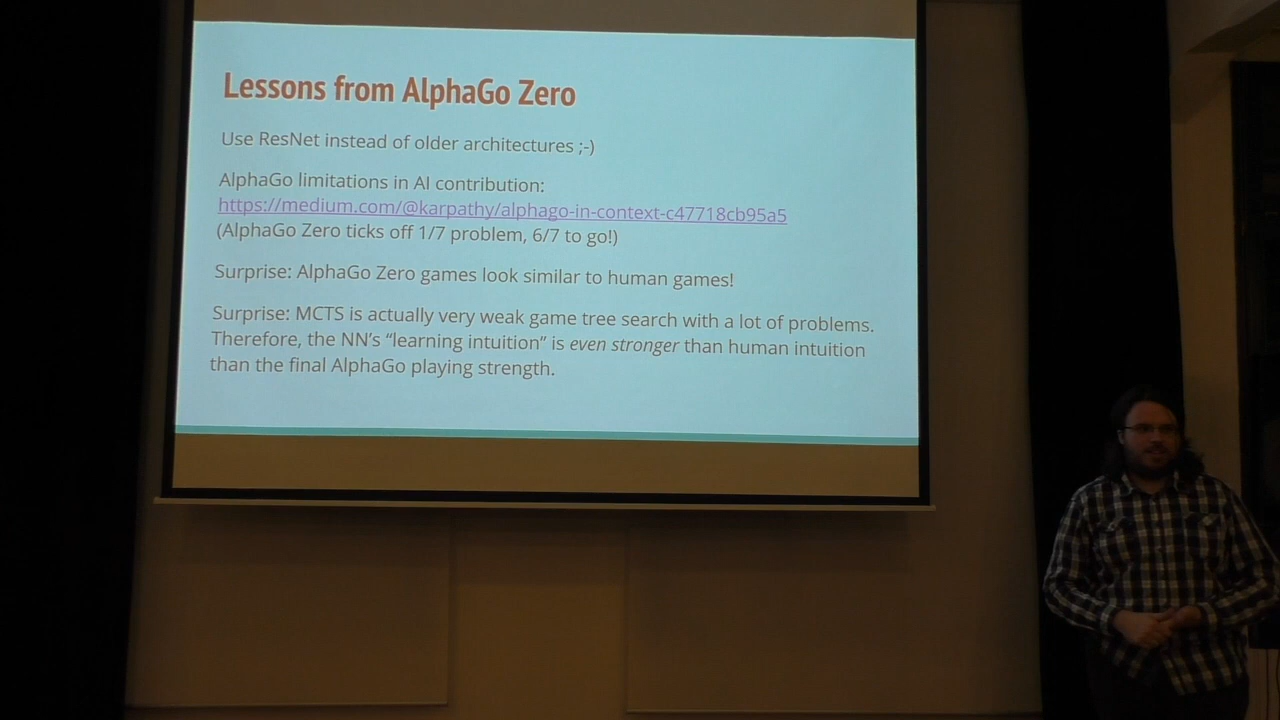 Lessons from AlphaGo Zero
Use ResNet instead of older architectures ;-)
AlphaGo limitations in AI contribution:
https://medium.com/@karpathy/alphago-in-context-c47718cb95a5
(AlphaGo Zero ticks off 1/7 problem, 6/7 to go!)
Surprise: AlphaGo Zero games look similar to human games!
Surprise: MCTS is actually very weak game tree search with a lot of problems.
Therefore, the NN's “learning intuition” is even stronger than human intuition
than the final AlphaGo playing strength.